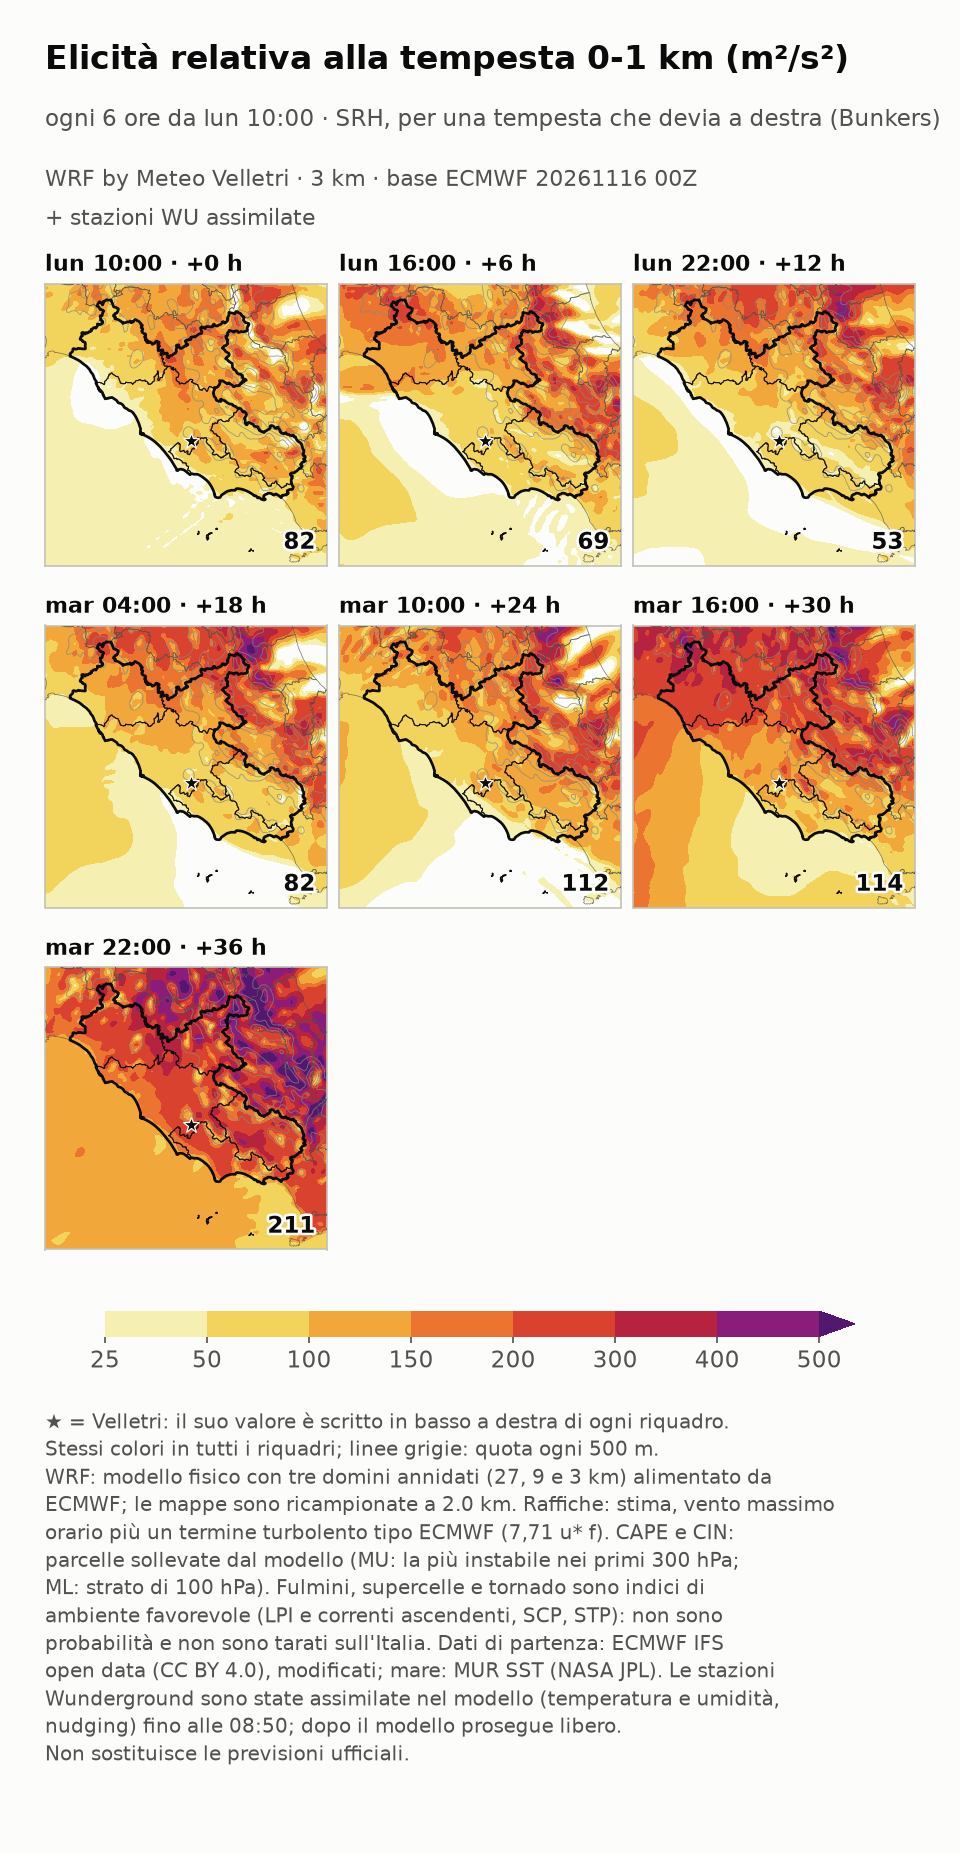 Elicità relativa alla tempesta 0-1 km (m²/s²)
ogni 6 ore da lun 10:00 · SRH, per una tempesta che devia a destra (Bunkers)
WRF by Meteo Velletri · 3 km · base ECMWF 20261116 00Z
+ stazioni WU assimilate
lun 10:00 · +0 h
lun 16:00 · +6 h
lun 22:00 · +12 h
82
69
53
mar 04:00 · +18 h
mar 10:00 · +24 h
mar 16:00 · +30 h
82
112
114
mar 22:00 · +36 h
211
25 50 100 150 200 300 400 500
★ = Velletri: il suo valore è scritto in basso a destra di ogni riquadro.
Stessi colori in tutti i riquadri; linee grigie: quota ogni 500 m.
WRF: modello fisico con tre domini annidati (27, 9 e 3 km) alimentato da
ECMWF; le mappe sono ricampionate a 2.0 km. Raffiche: stima, vento massimo
orario più un termine turbolento tipo ECMWF (7,71 u* f). CAPE e CIN:
parcelle sollevate dal modello (MU: la più instabile nei primi 300 hPa;
ML: strato di 100 hPa). Fulmini, supercelle e tornado sono indici di
ambiente favorevole (LPI e correnti ascendenti, SCP, STP): non sono
probabilità e non sono tarati sull'Italia. Dati di partenza: ECMWF IFS
open data (CC BY 4.0), modificati; mare: MUR SST (NASA JPL). Le stazioni
Wunderground sono state assimilate nel modello (temperatura e umidità,
nudging) fino alle 08:50; dopo il modello prosegue libero.
Non sostituisce le previsioni ufficiali.